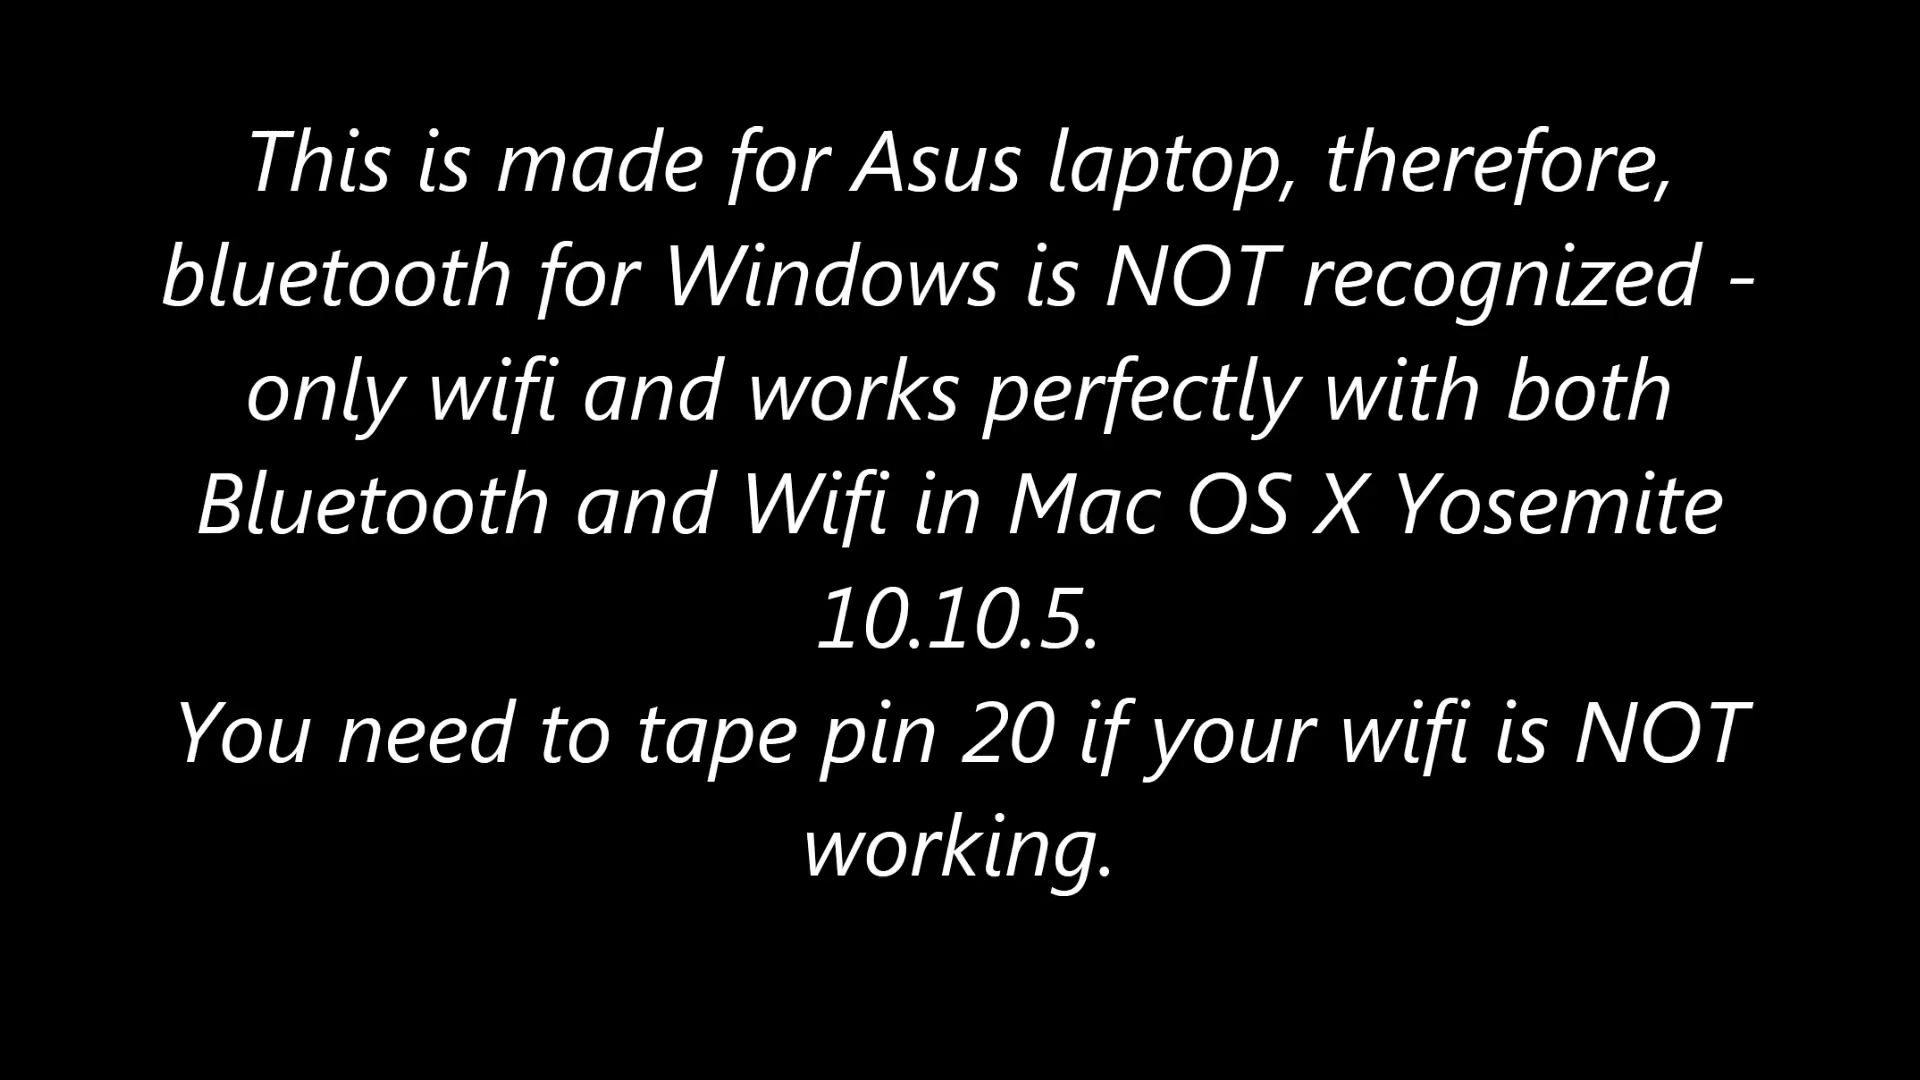 This is made for Asus laptop, therefore,
bluetooth for Windows is NOT recognized -
only wifi and works perfectly with both
Bluetooth and Wifi in Mac OS X Yosemite
10.10.5.
You need to tape pin 20 if your wifi is NOT
working.